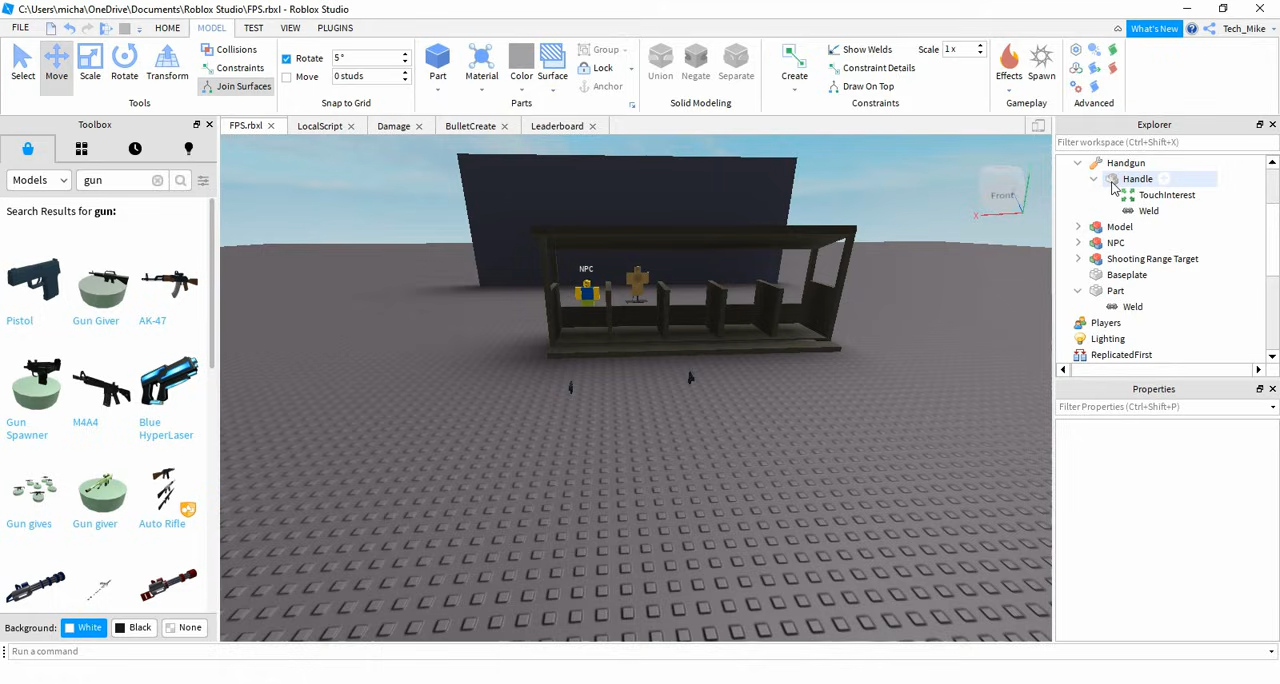 C:\Users\micha\OneDrive\Documents\Roblox Studio\FPS.rbxl - Roblox Studio
FILE HOME MODEL TEST VIEW PLUGINS What's New Tech_Mike
Select Move Scale Rotate Transform
Collisions
Constraints
Join Surfaces
Tools
Rotate 5 °
Move 0 studs
Snap to Grid
Part Material Color Surface
Group
Lock
Anchor
Parts
Union Negate Separate
Solid Modeling
Create
Show Welds Scale 1 x
Constraint Details
Draw On Top
Constraints
Effects Spawn
Gameplay
Advanced
Toolbox
Models gun
Search Results for gun:
Pistol Gun Giver AK-47
Gun Spawner M4A4 Blue HyperLaser
Gun gives Gun giver Auto Rifle
Background: White Black None
FPS.rbxl LocalScript Damage BulletCreate Leaderboard
NPC
Front
X
Explorer
Filter workspace (Ctrl+Shift+X)
Handgun
Handle
TouchInterest
Weld
Model
NPC
Shooting Range Target
Baseplate
Part
Weld
Players
Lighting
ReplicatedFirst
Properties
Filter Properties (Ctrl+Shift+P)
Run a command